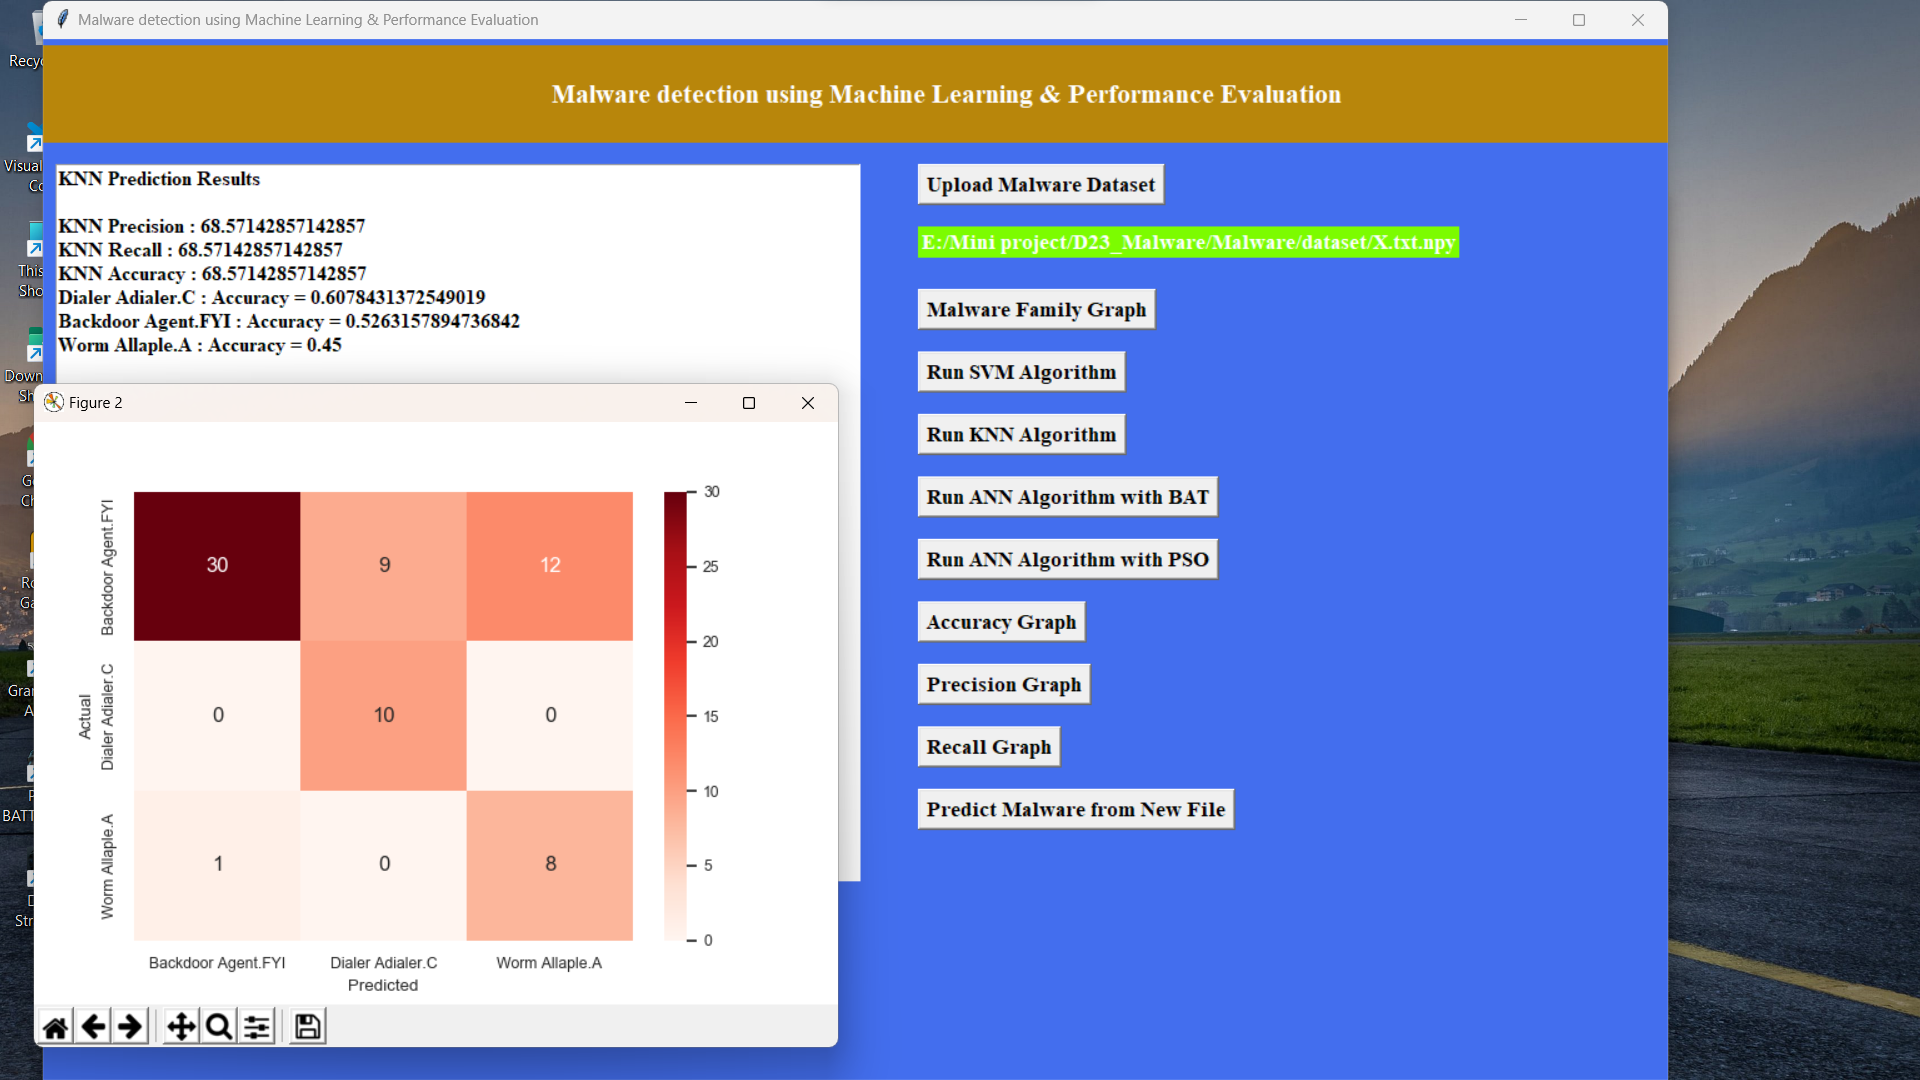 Malware detection using Machine Learning & Performance Evaluation
Malware detection using Machine Learning & Performance Evaluation
KNN Prediction Results
KNN Precision : 68.57142857142857
KNN Recall : 68.57142857142857
KNN Accuracy : 68.57142857142857
Dialer Adialer.C : Accuracy = 0.6078431372549019
Backdoor Agent.FYI : Accuracy = 0.5263157894736842
Worm Allaple.A : Accuracy = 0.45
Upload Malware Dataset
E:/Mini project/D23_Malware/Malware/dataset/X.txt.npy
Malware Family Graph
Run SVM Algorithm
Run KNN Algorithm
Run ANN Algorithm with BAT
Run ANN Algorithm with PSO
Accuracy Graph
Precision Graph
Recall Graph
Predict Malware from New File
Figure 2
Actual
Backdoor Agent.FYI
30 9 12
Dialer Adialer.C
0 10 0
Worm Allaple.A
1 0 8
Backdoor Agent.FYI Dialer Adialer.C Worm Allaple.A
Predicted
30
25
20
15
10
5
0
Visual
This
Sho
Down
Sh